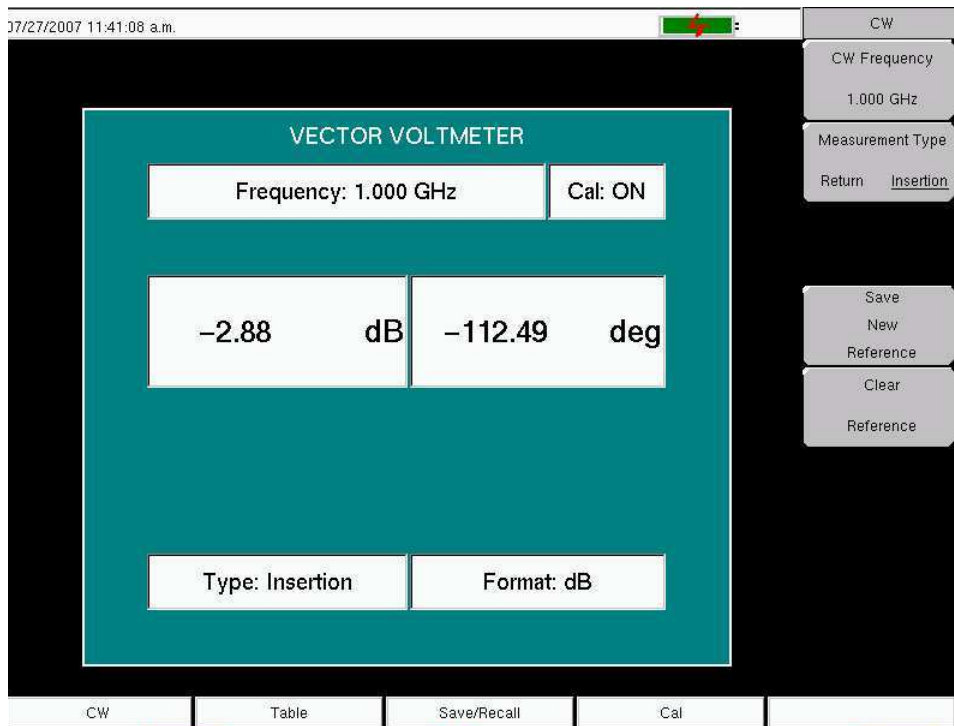 07/27/2007 11:41:08 a.m.
CW
CW Frequency
1.000 GHz
Measurement Type
Return Insertion
Save
New
Reference
Clear
Reference
VECTOR VOLTMETER
Frequency: 1.000 GHz Cal: ON
−2.88 dB −112.49 deg
Type: Insertion Format: dB
CW Table Save/Recall Cal